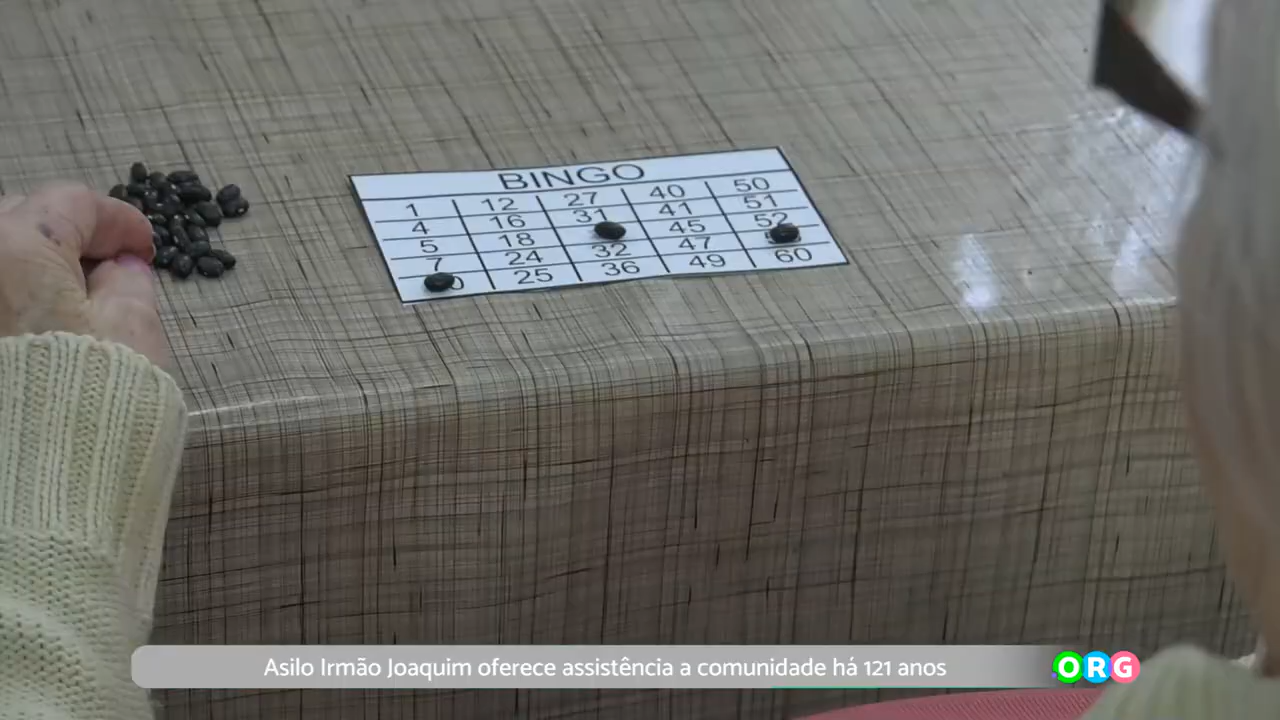 BINGO
1 12 27 40 50
4 16 31 41 51
5 18 45 52
7 24 32 47
0 25 36 49 60
Asilo Irmão Joaquim oferece assistência a comunidade há 121 anos
ORG